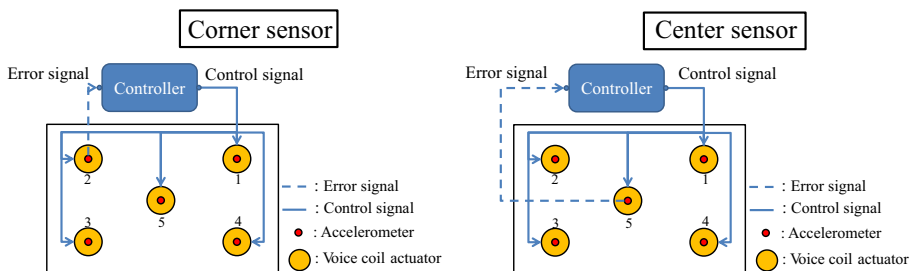 Corner sensor
Error signal
Control signal
Controller
2
1
5
3
4
: Error signal
: Control signal
: Accelerometer
: Voice coil actuator
Center sensor
Error signal
Control signal
Controller
2
1
5
3
4
: Error signal
: Control signal
: Accelerometer
: Voice coil actuator